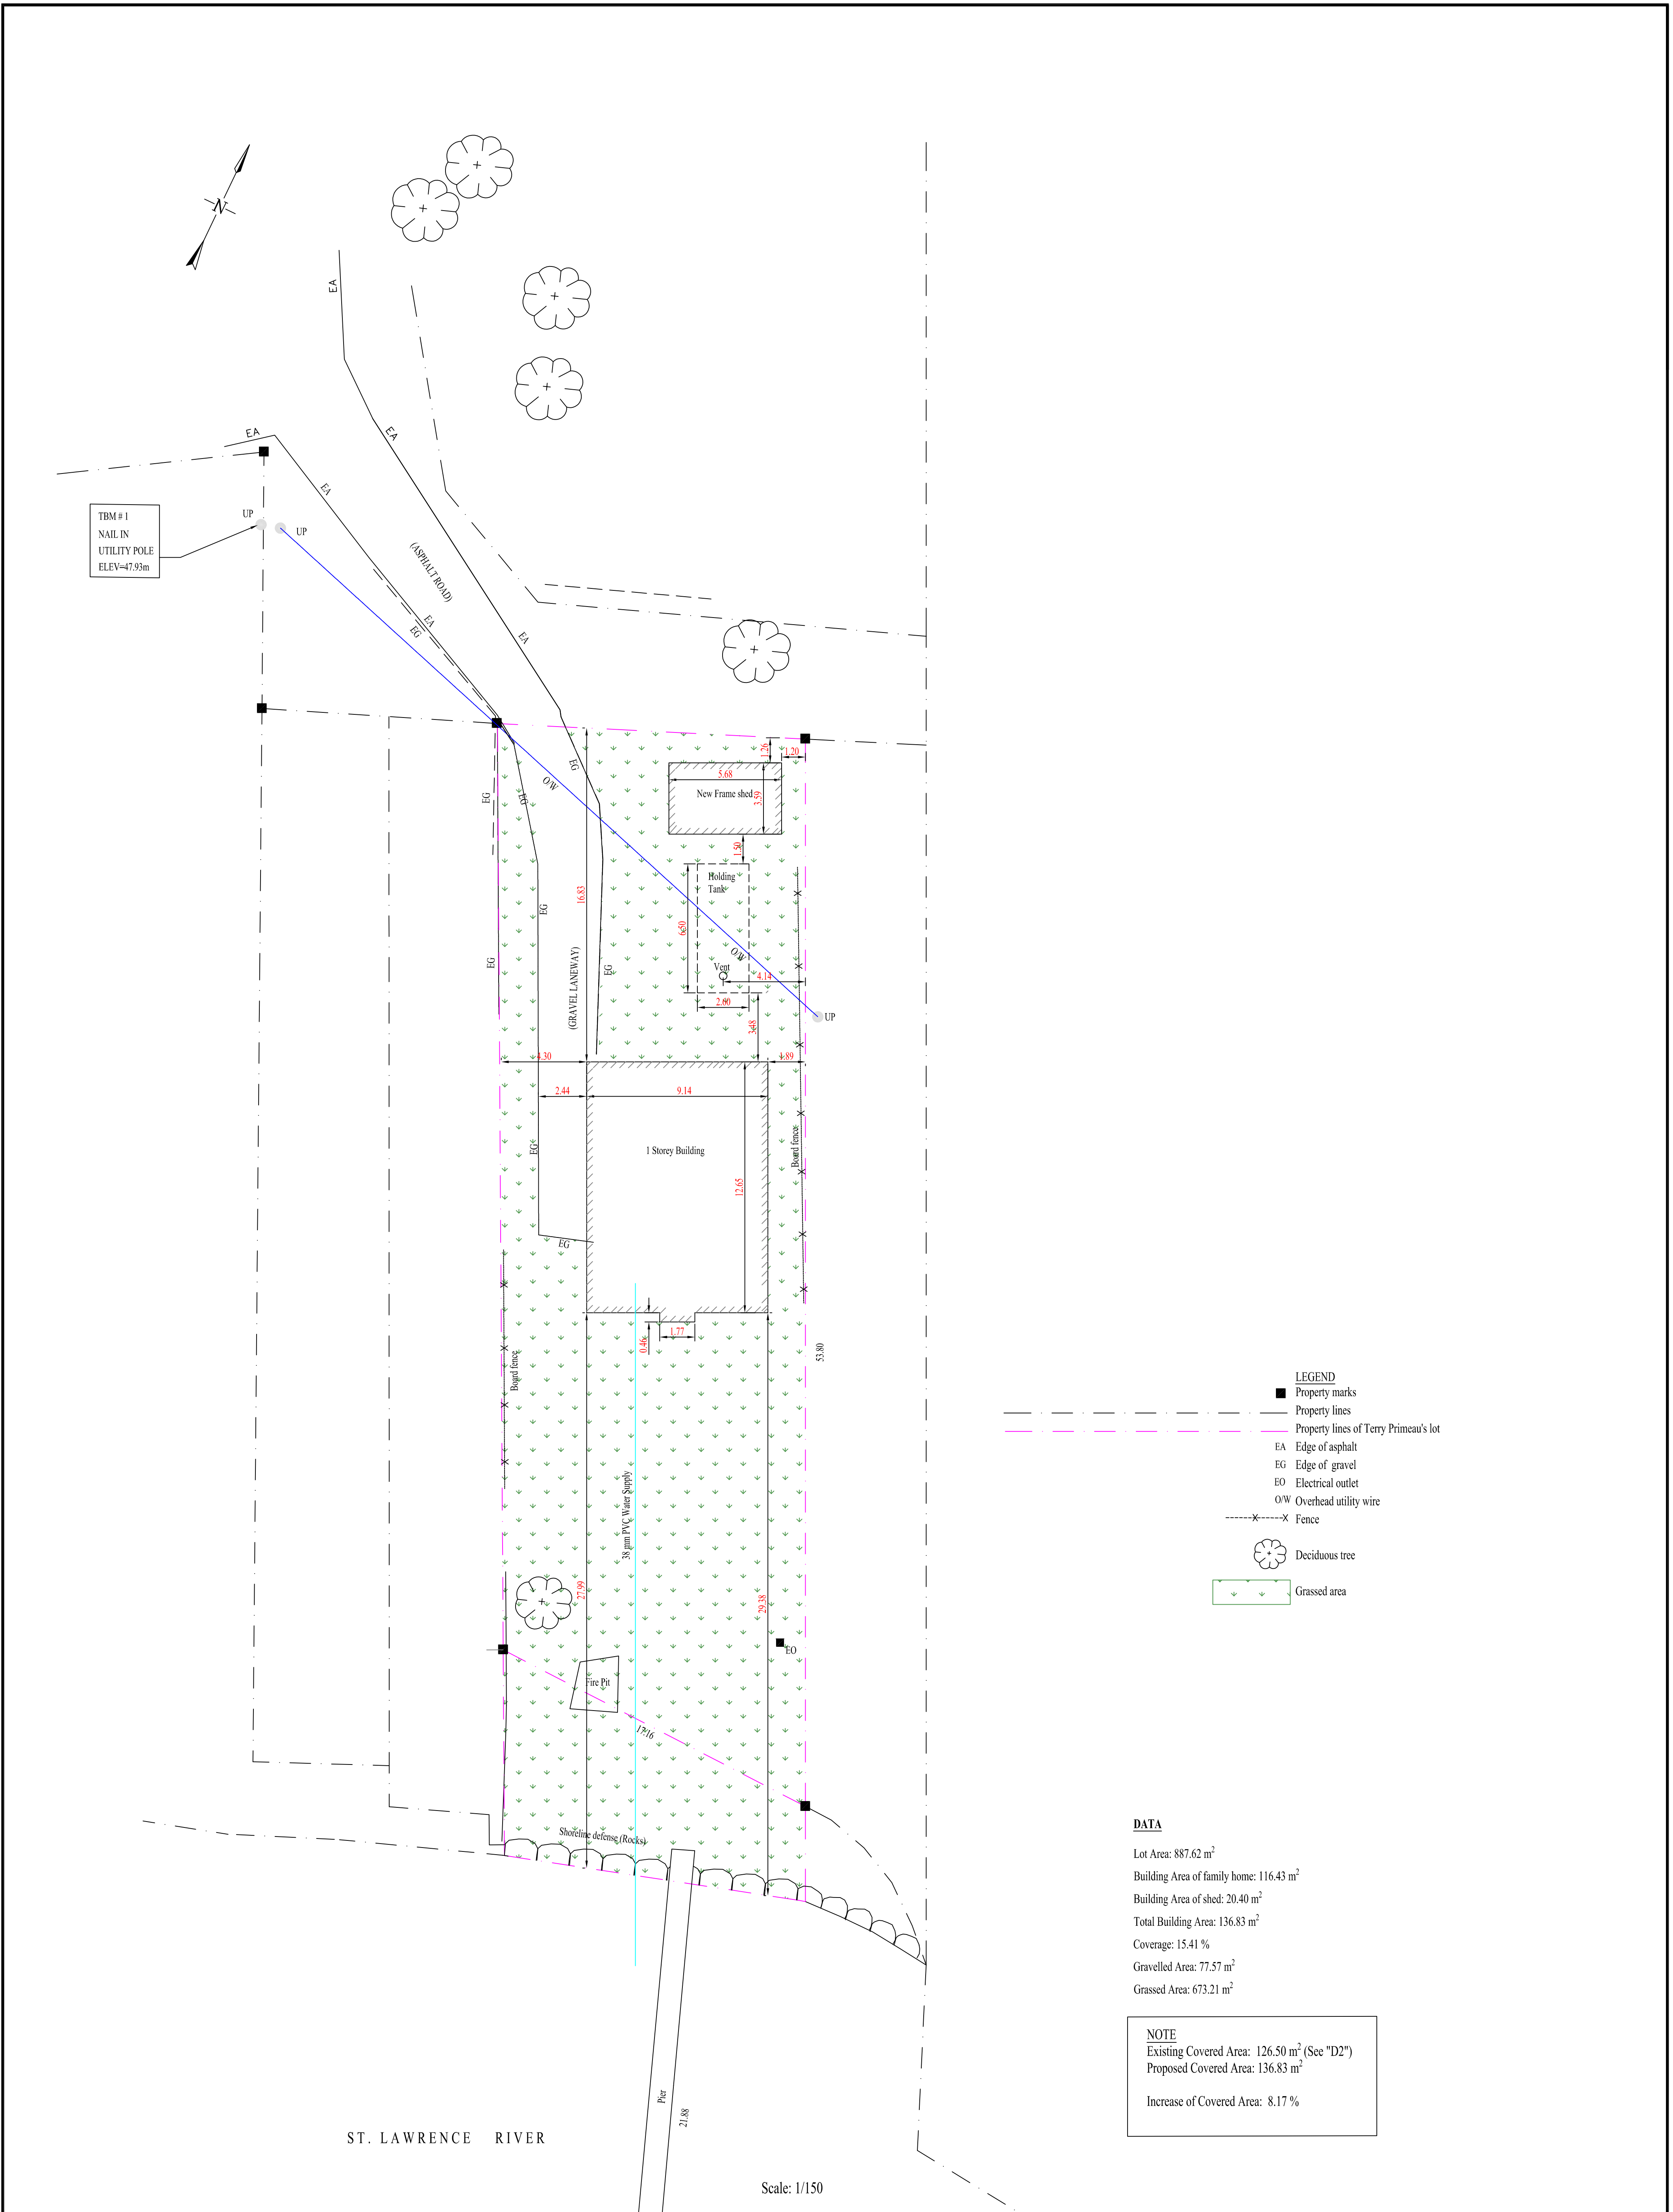 N
EA
EA
EA
EA
TBM # 1
NAIL IN
UTILITY POLE
ELEV=47.93m
UP
UP
(ASPHALT ROAD)
EA
EG
EA
O/W
EG
EG
EG
1.26
1.20
5.68
New Frame shed
3.59
1.50
Holding
Tank
16.83
EG
6.50
EG
EG
(GRAVEL LANEWAY)
O/W
Vent
4.14
2.60
3.48
UP
4.30
1.89
2.44
9.14
EG
1 Storey Building
Board fence
12.65
EG
1.77
0.46
53.80
Board fence
38 mm PVC Water Supply
27.99
29.38
EO
Fire Pit
17.16
Shoreline defense (Rocks)
Pier
21.88
ST. LAWRENCE RIVER
Scale: 1/150
LEGEND
Property marks
Property lines
Property lines of Terry Primeau's lot
EA Edge of asphalt
EG Edge of gravel
EO Electrical outlet
O/W Overhead utility wire
X X Fence
Deciduous tree
Grassed area
DATA
Lot Area: 887.62 m²
Building Area of family home: 116.43 m²
Building Area of shed: 20.40 m²
Total Building Area: 136.83 m²
Coverage: 15.41 %
Gravelled Area: 77.57 m²
Grassed Area: 673.21 m²
NOTE
Existing Covered Area: 126.50 m² (See "D2")
Proposed Covered Area: 136.83 m²
Increase of Covered Area: 8.17 %